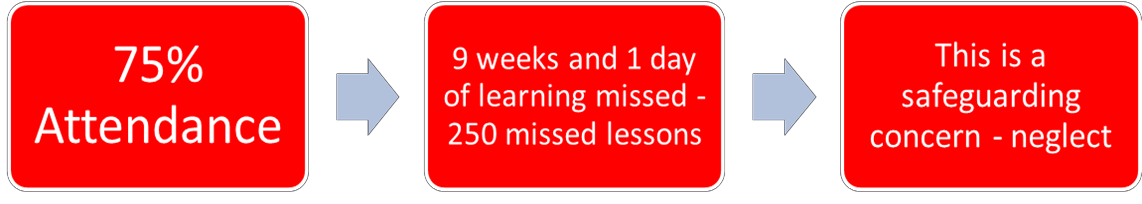 75%
Attendance
9 weeks and 1 day
of learning missed -
250 missed lessons
This is a
safeguarding
concern - neglect